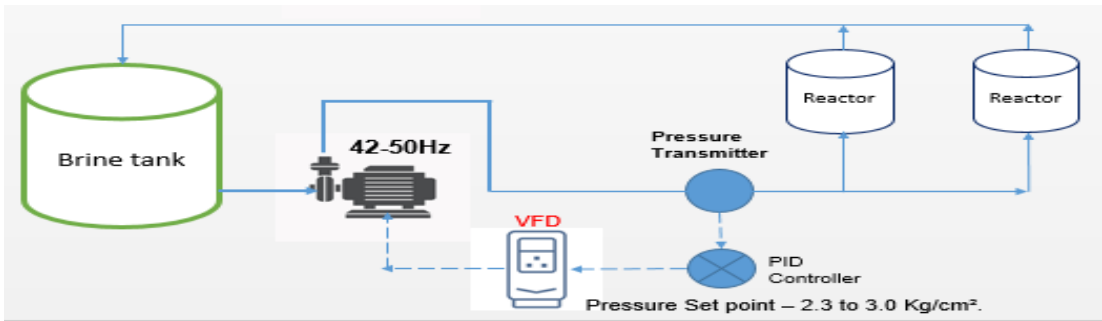 Brine tank
42-50Hz
Reactor
Reactor
Pressure
Transmitter
VFD
PID
Controller
Pressure Set point – 2.3 to 3.0 Kg/cm².